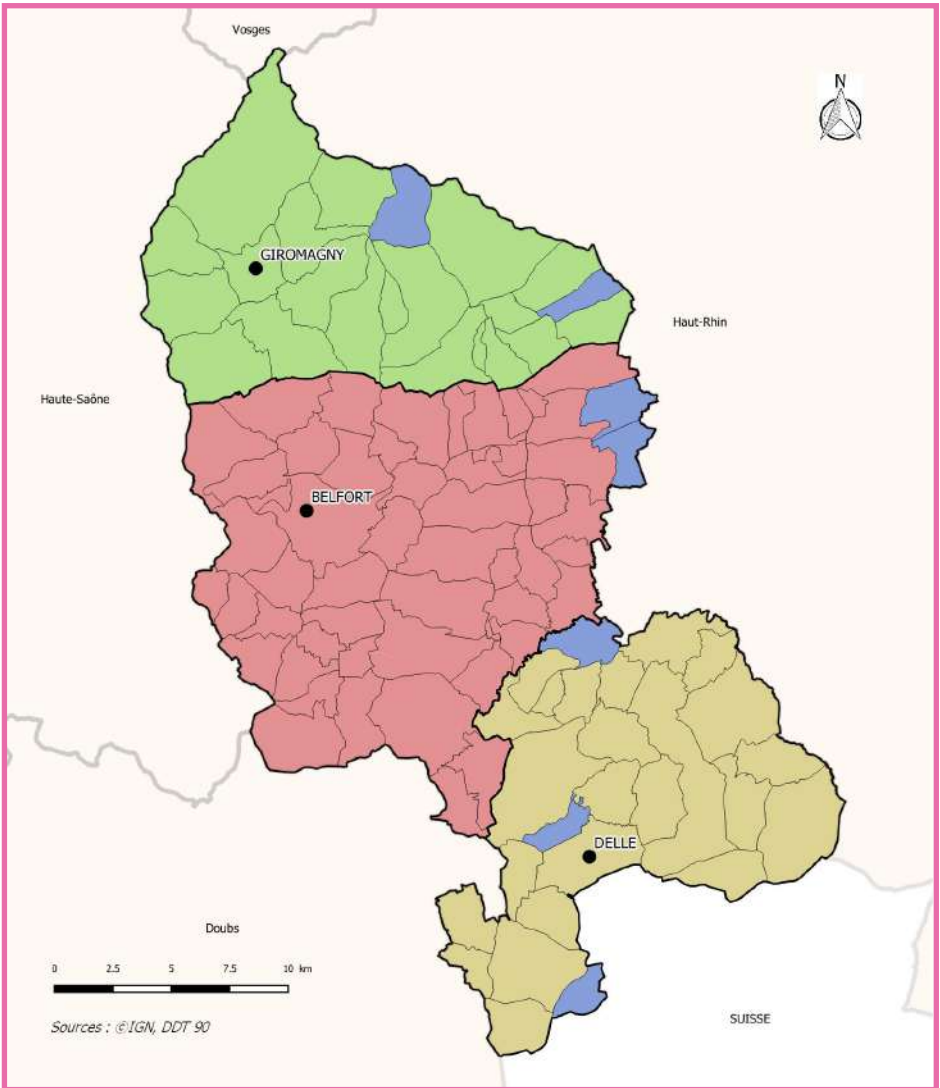 Vosges
N
GIROMAGNY
Haut-Rhin
Haute-Saône
BELFORT
DELLE
Doubs
0 2.5 5 7.5 10 km
SUISSE
Sources : ©IGN, DDT 90